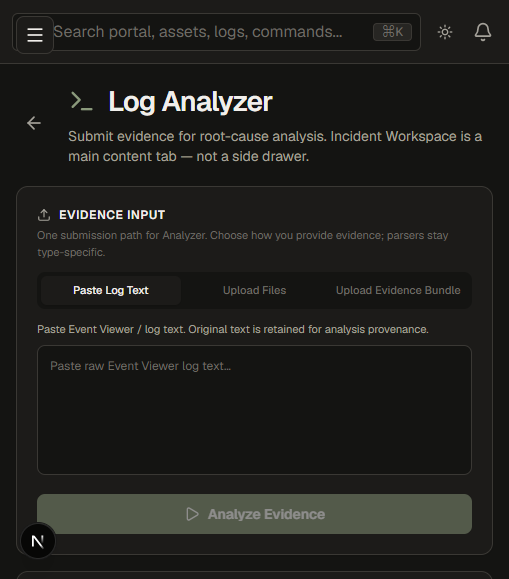 Search portal, assets, logs, commands... ⌘K
Log Analyzer
Submit evidence for root-cause analysis. Incident Workspace is a
main content tab — not a side drawer.
EVIDENCE INPUT
One submission path for Analyzer. Choose how you provide evidence; parsers stay
type-specific.
Paste Log Text Upload Files Upload Evidence Bundle
Paste Event Viewer / log text. Original text is retained for analysis provenance.
Paste raw Event Viewer log text...
Analyze Evidence
N